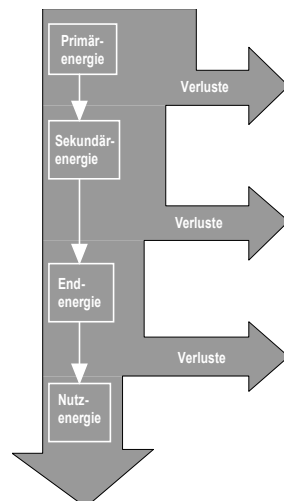 Primär-
energie
Verluste
Sekundär-
energie
Verluste
End-
energie
Verluste
Nutz-
energie